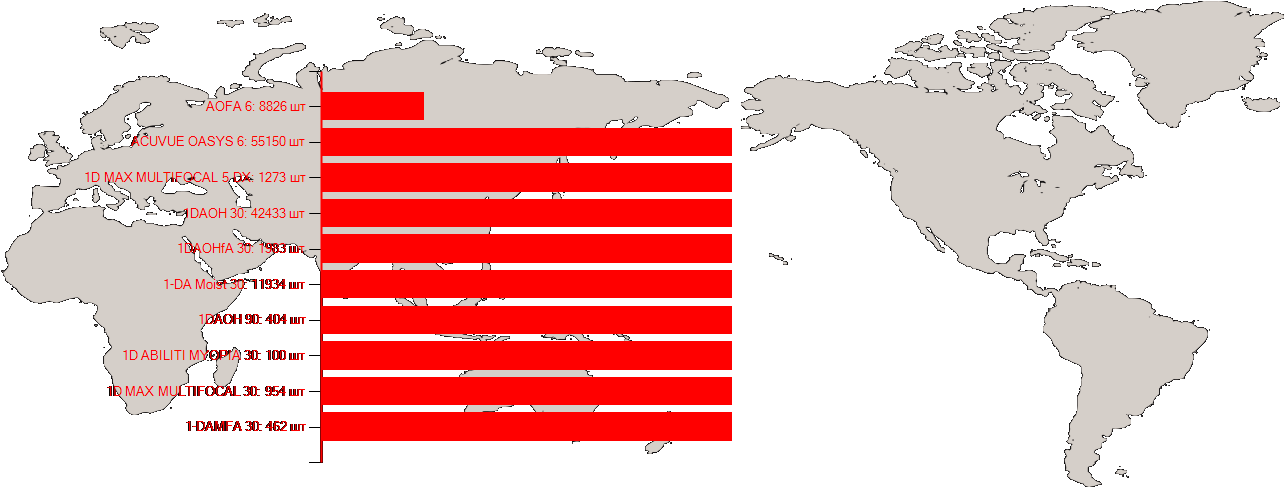 AOFA 6: 8826 шт
ACUVUE OASYS 6: 55150 шт
1D MAX MULTIFOCAL 5 DX: 1273 шт
1DAOH 30: 42433 шт
1DAOHfA 30: 1983 шт
1-DA Moist 30: 11934 шт
1DAOH 90: 404 шт
1D ABILITI MYOPIA 30: 100 шт
1D MAX MULTIFOCAL 30: 954 шт
1-DAMFA 30: 462 шт